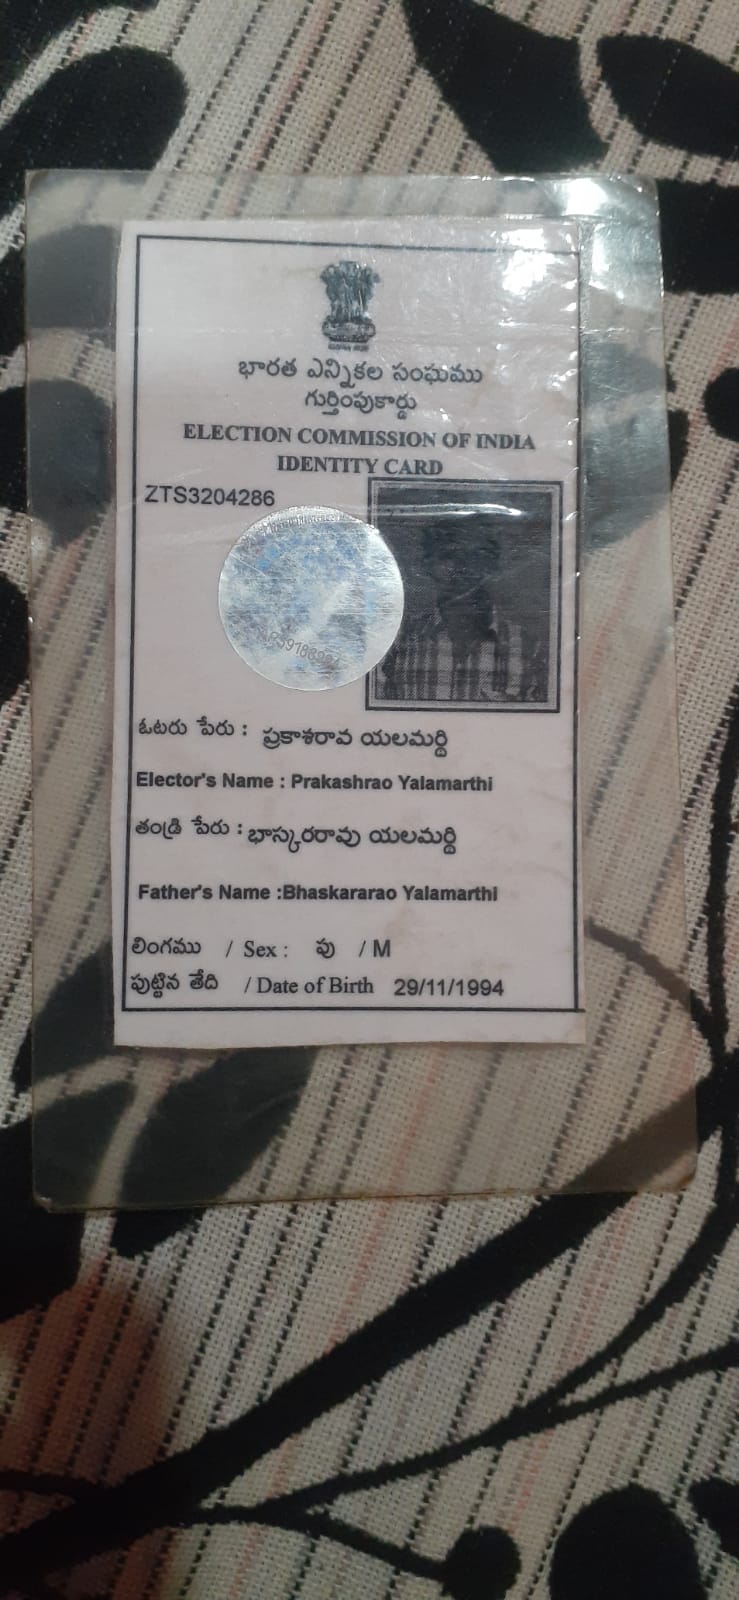 భారత ఎన్నికల సంఘము
గుర్తింపుకార్డు
ELECTION COMMISSION OF INDIA
IDENTITY CARD
ZTS3204286
ఓటరు పేరు : ప్రకాశరావ యలమర్ది
Elector's Name : Prakashrao Yalamarthi
తండ్రి పేరు : భాస్కరరావు యలమర్ది
Father's Name :Bhaskararao Yalamarthi
లింగము / Sex : పు / M
పుట్టిన తేది / Date of Birth 29/11/1994